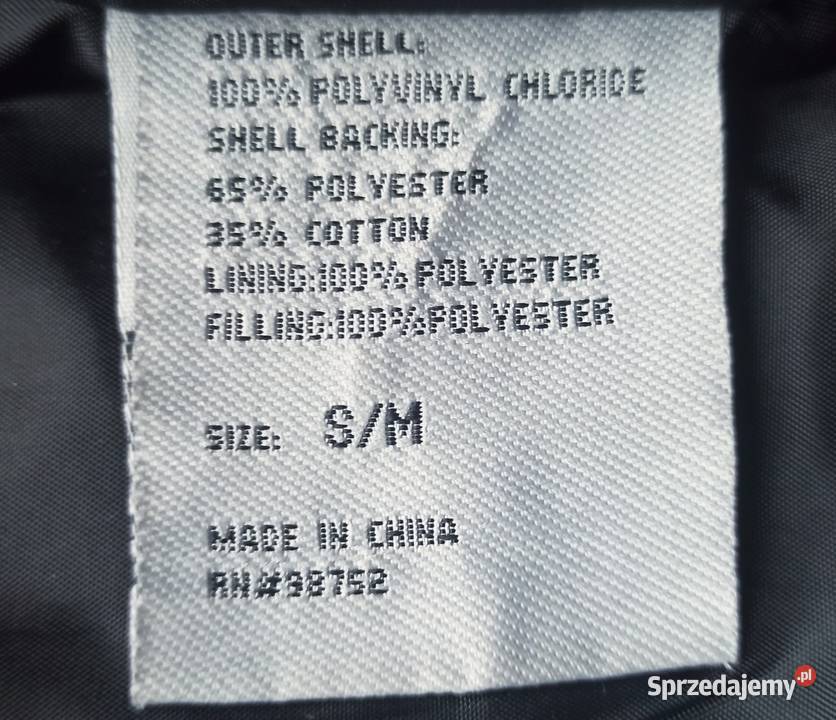 OUTER SHELL:
100% POLYVINYL CHLORIDE
SHELL BACKING:
65% POLYESTER
35% COTTON
LINING:100% POLYESTER
FILLING:100%POLYESTER
SIZE: S/M
MADE IN CHINA
RN#98752
Sprzedajemy.pl